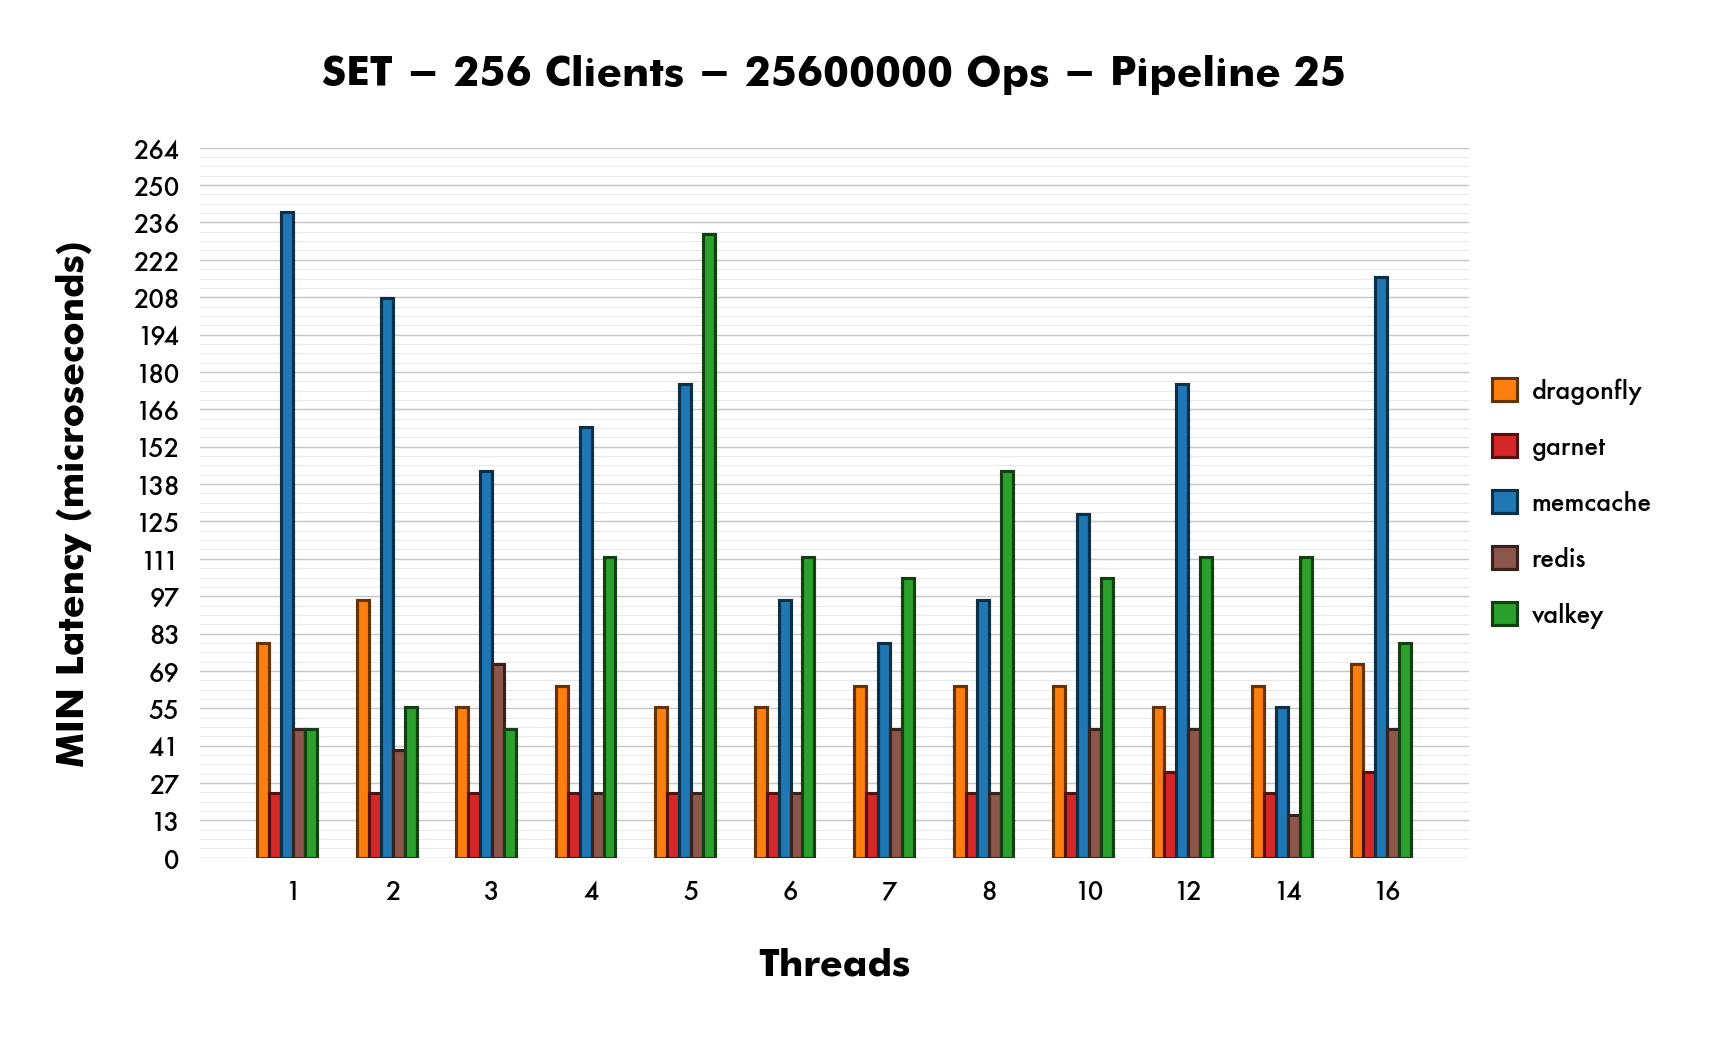 SET – 256 Clients – 25600000 Ops – Pipeline 25
MIN Latency (microseconds)
264
250
236
222
208
194
180
166
152
138
125
111
97
83
69
55
41
27
13
0
1 2 3 4 5 6 7 8 10 12 14 16
Threads
dragonfly
garnet
memcache
redis
valkey